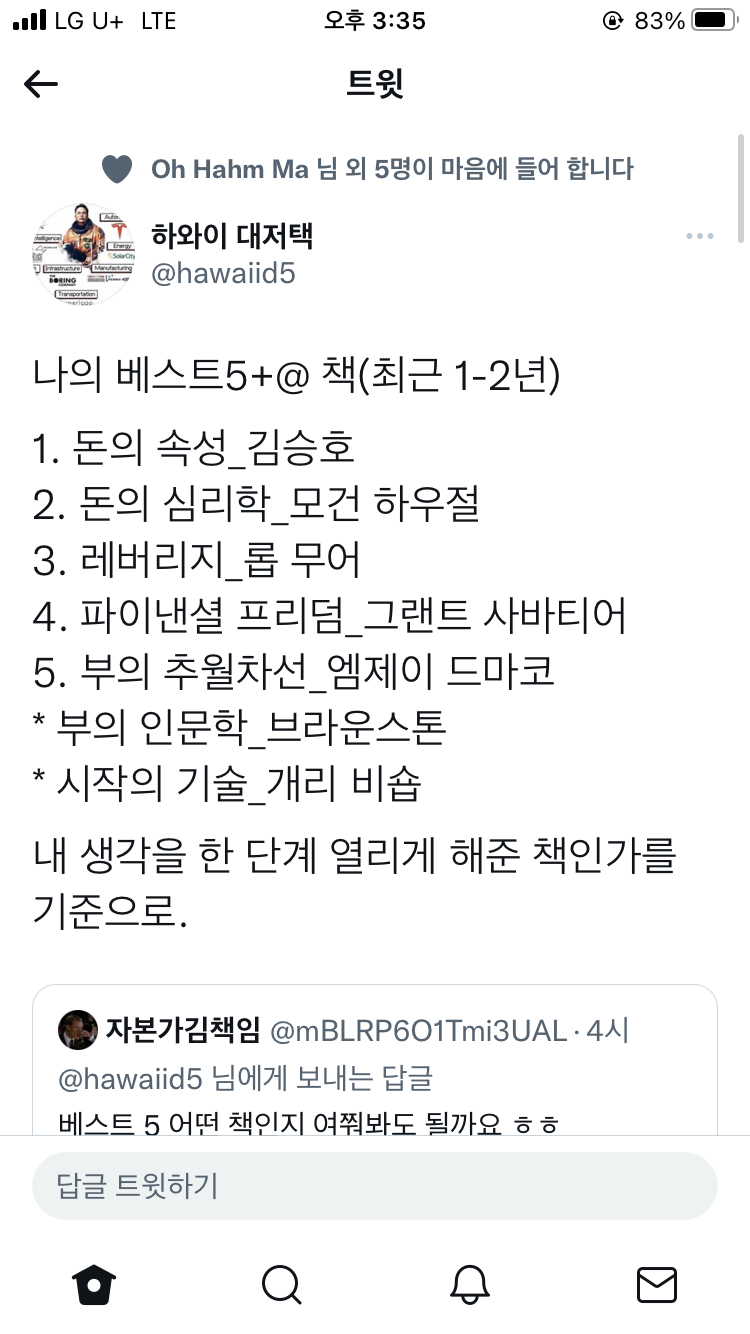 LG U+ LTE 오후 3:35 83%
트윗
Oh Hahm Ma 님 외 5명이 마음에 들어 합니다
하와이 대저택
@hawaiid5
Energy
SolarCity
Infrastructure
Manufacturing
BORING
Transportation
나의 베스트5+@ 책(최근 1-2년)
1. 돈의 속성_김승호
2. 돈의 심리학_모건 하우절
3. 레버리지_롭 무어
4. 파이낸셜 프리덤_그랜트 사바티어
5. 부의 추월차선_엠제이 드마코
* 부의 인문학_브라운스톤
* 시작의 기술_개리 비숍
내 생각을 한 단계 열리게 해준 책인가를
기준으로.
자본가김책임 @mBLRP6O1Tmi3UAL · 4시
@hawaiid5 님에게 보내는 답글
베스트 5 어떤 책인지 여쭤봐도 될까요 ㅎㅎ
답글 트윗하기